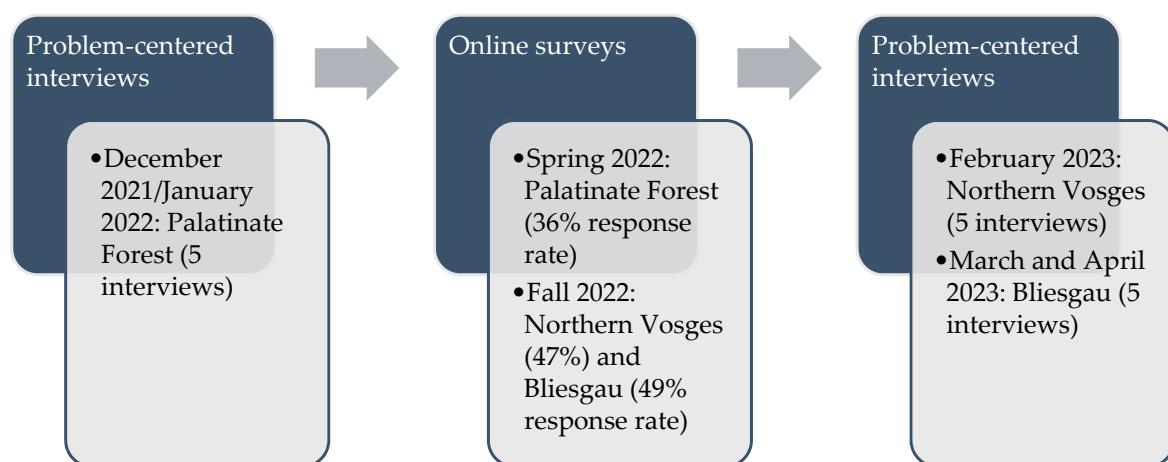 Problem-centered
interviews
•December
2021/January
2022: Palatinate
Forest (5
interviews)
Online surveys
•Spring 2022:
Palatinate Forest
(36% response
rate)
•Fall 2022:
Northern Vosges
(47%) and
Bliesgau (49%
response rate)
Problem-centered
interviews
•February 2023:
Northern Vosges
(5 interviews)
•March and April
2023: Bliesgau (5
interviews)